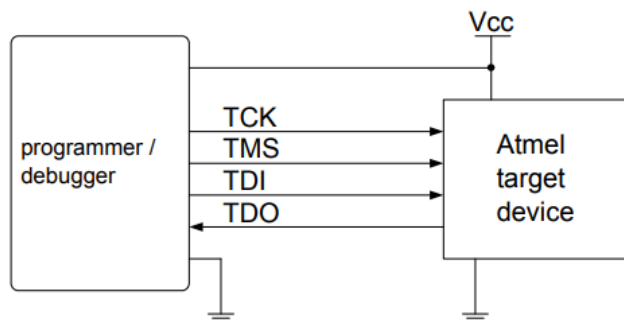 Vcc
TCK
TMS
TDI
TDO
programmer /
debugger
Atmel
target
device